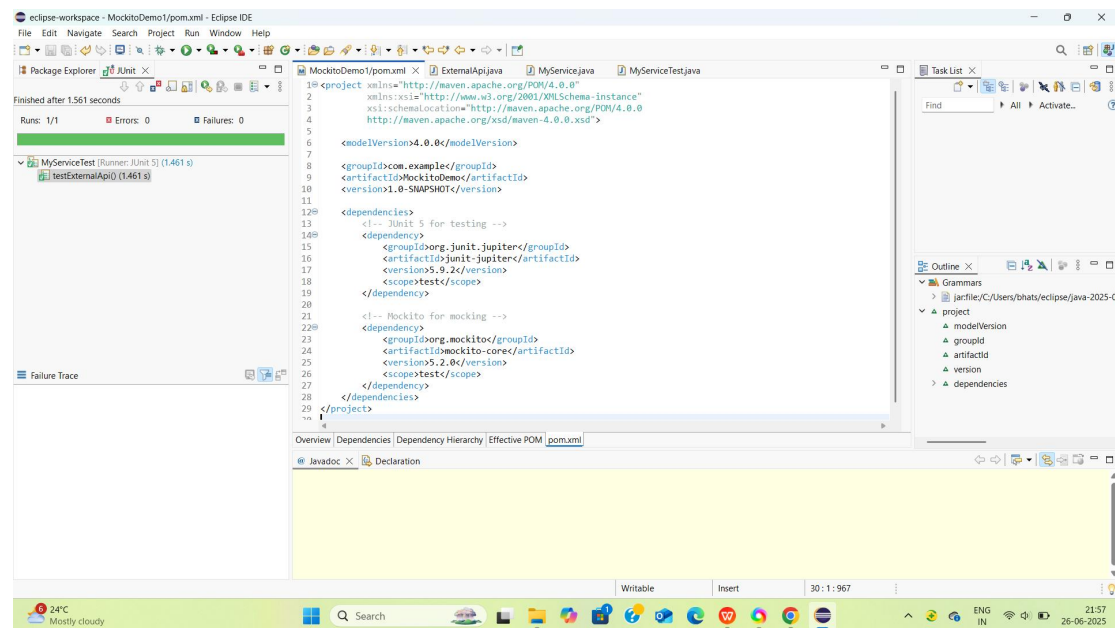 eclipse-workspace - MockitoDemo1/pom.xml - Eclipse IDE
File Edit Navigate Search Project Run Window Help
Package Explorer JUnit
Finished after 1.561 seconds
Runs: 1/1 Errors: 0 Failures: 0
MyServiceTest [Runner: JUnit 5] (1.461 s)
testExternalApi() (1.461 s)
Failure Trace
MockitoDemo1/pom.xml ExternalApi.java MyService.java MyServiceTest.java
1 <project xmlns="http://maven.apache.org/POM/4.0.0"
2 xmlns:xsi="http://www.w3.org/2001/XMLSchema-instance"
3 xsi:schemaLocation="http://maven.apache.org/POM/4.0.0
4 http://maven.apache.org/xsd/maven-4.0.0.xsd">
5
6 <modelVersion>4.0.0</modelVersion>
7
8 <groupId>com.example</groupId>
9 <artifactId>MockitoDemo</artifactId>
10 <version>1.0-SNAPSHOT</version>
11
12 <dependencies>
13 <!-- JUnit 5 for testing -->
14 <dependency>
15 <groupId>org.junit.jupiter</groupId>
16 <artifactId>junit-jupiter</artifactId>
17 <version>5.9.2</version>
18 <scope>test</scope>
19 </dependency>
20
21 <!-- Mockito for mocking -->
22 <dependency>
23 <groupId>org.mockito</groupId>
24 <artifactId>mockito-core</artifactId>
25 <version>5.2.0</version>
26 <scope>test</scope>
27 </dependency>
28 </dependencies>
29 </project>
30
Overview Dependencies Dependency Hierarchy Effective POM pom.xml
Task List
Find All Activate...
Outline
Grammars
jar:file:/C:/Users/bhats/eclipse/java-2025-0
project
modelVersion
groupId
artifactId
version
dependencies
@ Javadoc Declaration
Writable Insert 30 : 1 : 967
6 24°C
Mostly cloudy
Search
ENG
IN
21:57
26-06-2025